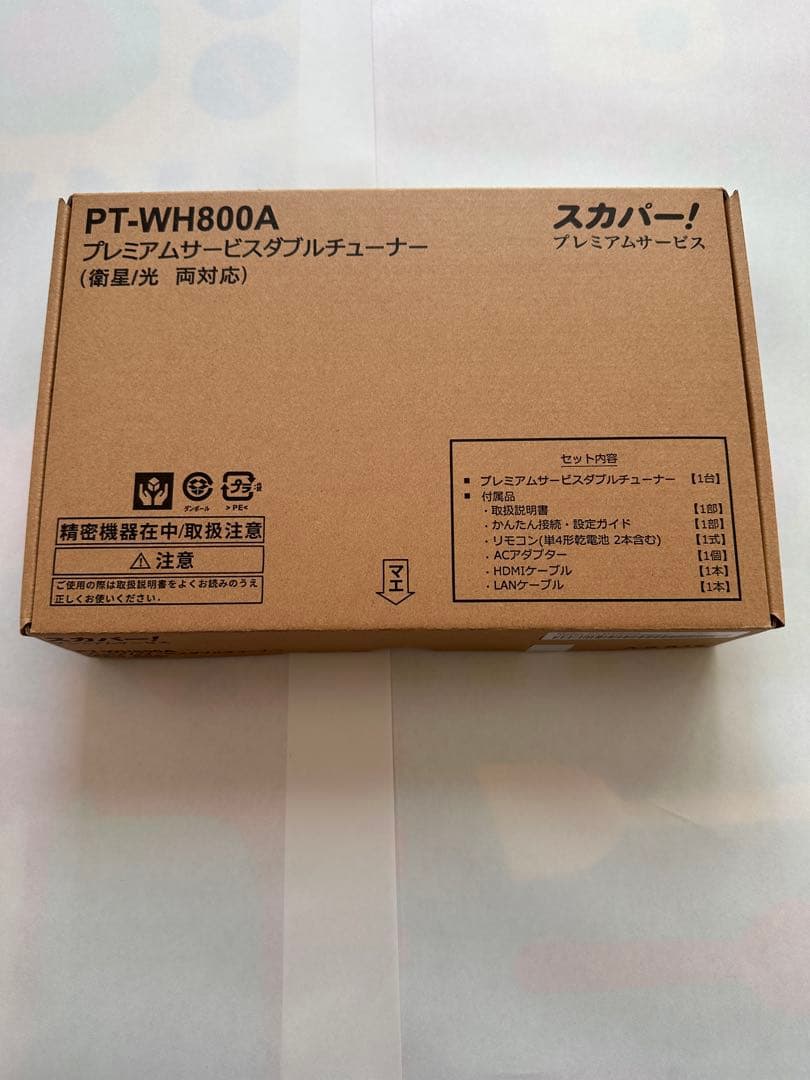 PT-WH800A
プレミアムサービスダブルチューナー
(衛星/光 両対応)
スカパー!
プレミアムサービス
セット内容
■ プレミアムサービスダブルチューナー 【1台】
■ 付属品
・取扱説明書 【1部】
・かんたん接続・設定ガイド 【1部】
・リモコン(単4形乾電池 2本含む) 【1式】
・ACアダプター 【1個】
・HDMIケーブル 【1本】
・LANケーブル 【1本】
ダンボール
プラ
>PE<
精密機器在中/取扱注意
⚠ 注意
ご使用の際は取扱説明書をよくお読みのうえ
正しくお使いください。
マエ
スカパー!